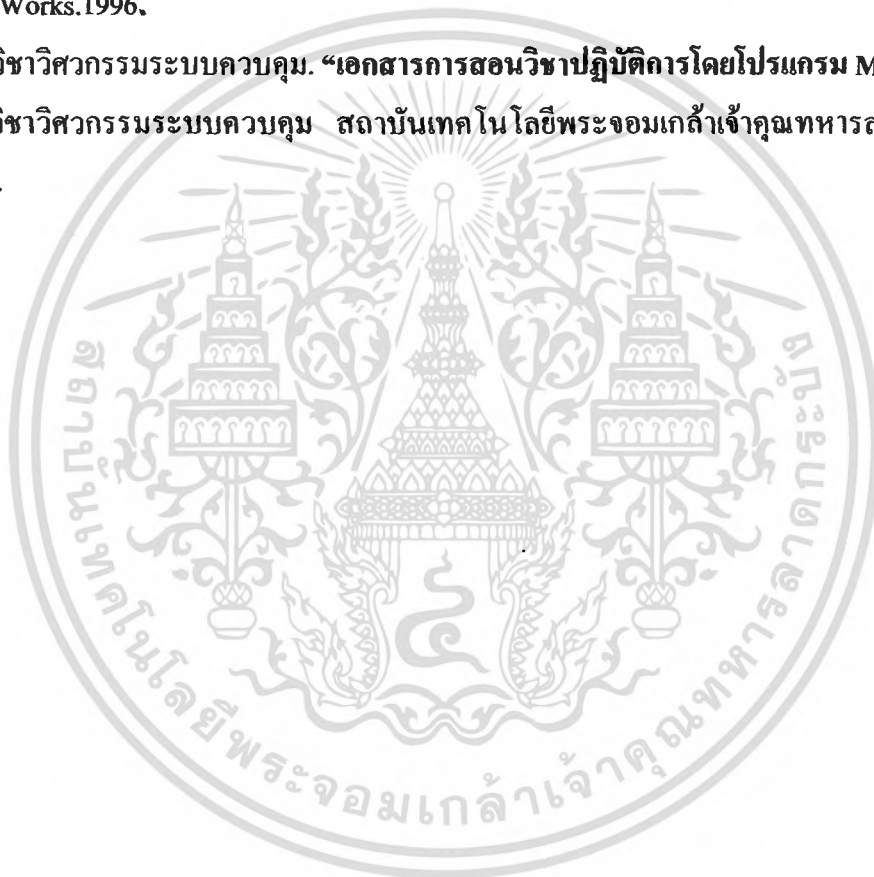 Works.1996.
วิชาวิศวกรรมระบบควบคุม. “เอกสารการสอนวิชาปฏิบัติการโดยโปรแกรม M
วิชาวิศวกรรมระบบควบคุม สถาบันเทคโนโลยีพระจอมเกล้าเจ้าคุณทหารล
สถาบันเทคโนโลยีพระจอมเกล้าเจ้าคุณทหารลาดกระบัง
๔